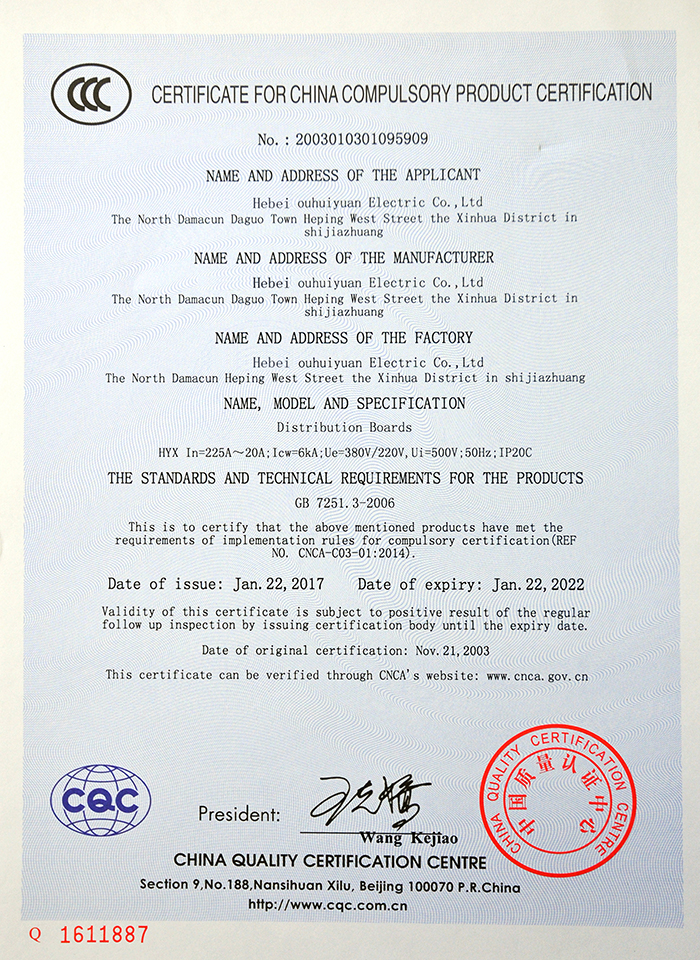 CCC CERTIFICATE FOR CHINA COMPULSORY PRODUCT CERTIFICATION
No. : 2003010301095909
NAME AND ADDRESS OF THE APPLICANT
Hebei ouhuiyuan Electric Co.,Ltd
The North Damacun Daguo Town Heping West Street the Xinhua District in
shijiazhuang
NAME AND ADDRESS OF THE MANUFACTURER
Hebei ouhuiyuan Electric Co.,Ltd
The North Damacun Daguo Town Heping West Street the Xinhua District in
shijiazhuang
NAME AND ADDRESS OF THE FACTORY
Hebei ouhuiyuan Electric Co.,Ltd
The North Damacun Heping West Street the Xinhua District in shijiazhuang
NAME, MODEL AND SPECIFICATION
Distribution Boards
HYX In=225A～20A;Icw=6kA;Ue=380V/220V,Ui=500V;50Hz;IP20C
THE STANDARDS AND TECHNICAL REQUIREMENTS FOR THE PRODUCTS
GB 7251.3-2006
This is to certify that the above mentioned products have met the
requirements of implementation rules for compulsory certification(REF
NO. CNCA-C03-01:2014).
Date of issue: Jan.22,2017 Date of expiry: Jan.22,2022
Validity of this certificate is subject to positive result of the regular
follow up inspection by issuing certification body until the expiry date.
Date of original certification: Nov.21,2003
This certificate can be verified through CNCA's website: www.cnca.gov.cn
CQC
President:
王克娇
Wang Kejiao
CHINA QUALITY CERTIFICATION CENTRE
中国质量认证中心
CHINA QUALITY CERTIFICATION CENTRE
Section 9,No.188,Nansihuan Xilu, Beijing 100070 P.R.China
http://www.cqc.com.cn
Q 1611887